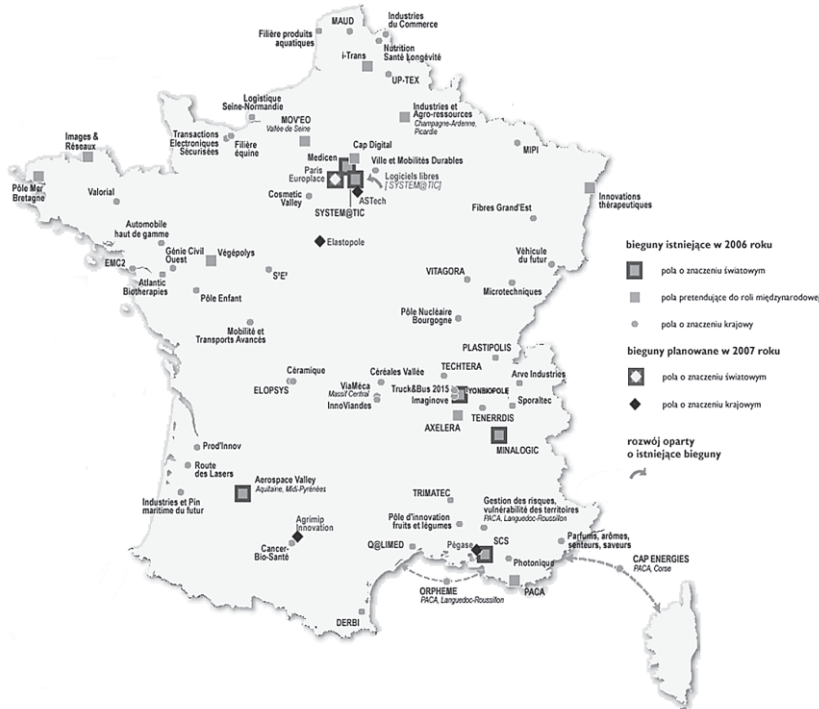 MAUD
Industries
du Commerce
Filière produits
aquatiques
Nutrition
Santé Longévité
i-Trans
UP-TEX
Logistique
Seine-Normandie
MOV'EO
Vallée de Seine
Industries et
Agro-ressources
Champagne-Ardenne,
Picardie
Transactions
Electroniques
Sécurisées
Filière
équine
Images &
Réseaux
Cap Digital
Medicen
Ville et Mobilités Durables
MIPI
Paris
Europlace
Logiciels libres
[SYSTEM@TIC]
Pôle Mer
Bretagne
Valorial
Cosmetic
Valley
ASTech
SYSTEM@TIC
Innovations
thérapeutiques
Fibres Grand'Est
Automobile
haut de gamme
Elastopole
Génie Civil
Ouest
Végépolys
EMC2
S²E²
Véhicule
du futur
VITAGORA
Atlantic
Biotherapies
Pôle Enfant
Microtechniques
Pôle Nucléaire
Bourgogne
Mobilité et
Transports Avancés
PLASTIPOLIS
TECHTERA
Céramique
ELOPSYS
Céréales Vallée
Arve Industries
ViaMéca
Massif Central
InnoViandes
Truck&Bus 2015
LYONBIOPOLE
Imaginove
Sporaltec
TENERRDIS
AXELERA
MINALOGIC
Prod'Innov
Route
des Lasers
Aerospace Valley
Aquitaine, Midi-Pyrénées
Industries et Pin
maritime du futur
TRIMATEC
Gestion des risques,
vulnérabilité des territoires
PACA, Languedoc-Roussillon
Agrimip
Innovation
Pôle d'innovation
fruits et légumes
Cancer-
Bio-Santé
Q@LIMED
Pégase
SCS
Parfums, arômes,
senteurs, saveurs
Photonique
CAP ENERGIES
PACA, Corse
ORPHEME
PACA, Languedoc-Roussillon
PACA
DERBI
bieguny istniejące w 2006 roku
pola o znaczeniu światowym
pola pretendujące do roli międzynarodowej
pola o znaczeniu krajowy
bieguny planowane w 2007 roku
pola o znaczeniu światowym
pola o znaczeniu krajowym
rozwój oparty
o istniejące bieguny